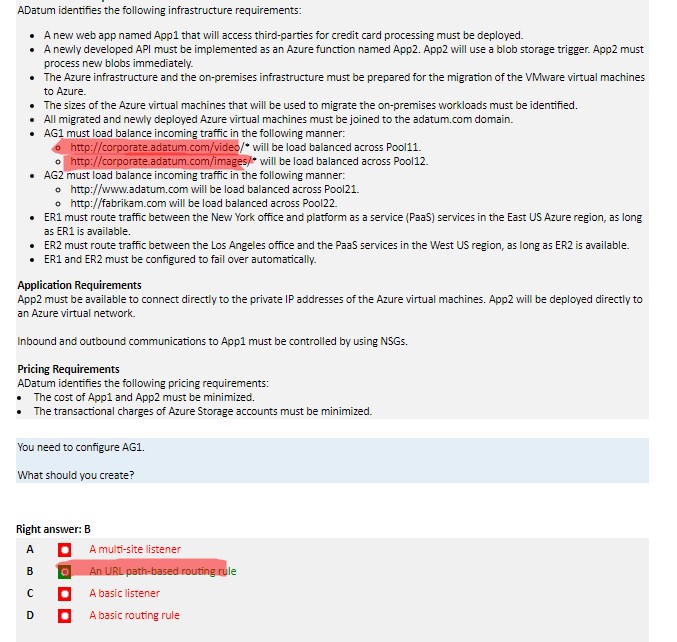 ADatum identifies the following infrastructure requirements:
• A new web app named App1 that will access third-parties for credit card processing must be deployed.
• A newly developed API must be implemented as an Azure function named App2. App2 will use a blob storage trigger. App2 must
process new blobs immediately.
• The Azure infrastructure and the on-premises infrastructure must be prepared for the migration of the VMware virtual machines
to Azure.
• The sizes of the Azure virtual machines that will be used to migrate the on-premises workloads must be identified.
• All migrated and newly deployed Azure virtual machines must be joined to the adatum.com domain.
• AG1 must load balance incoming traffic in the following manner:
o http://corporate.adatum.com/video/* will be load balanced across Pool11.
o http://corporate.adatum.com/images/* will be load balanced across Pool12.
• AG2 must load balance incoming traffic in the following manner:
o http://www.adatum.com will be load balanced across Pool21.
o http://fabrikam.com will be load balanced across Pool22.
• ER1 must route traffic between the New York office and platform as a service (PaaS) services in the East US Azure region, as long
as ER1 is available.
• ER2 must route traffic between the Los Angeles office and the PaaS services in the West US region, as long as ER2 is available.
• ER1 and ER2 must be configured to fail over automatically.
Application Requirements
App2 must be available to connect directly to the private IP addresses of the Azure virtual machines. App2 will be deployed directly to
an Azure virtual network.
Inbound and outbound communications to App1 must be controlled by using NSGs.
Pricing Requirements
ADatum identifies the following pricing requirements:
• The cost of App1 and App2 must be minimized.
• The transactional charges of Azure Storage accounts must be minimized.
You need to configure AG1.
What should you create?
Right answer: B
A A multi-site listener
B An URL path-based routing rule
C A basic listener
D A basic routing rule